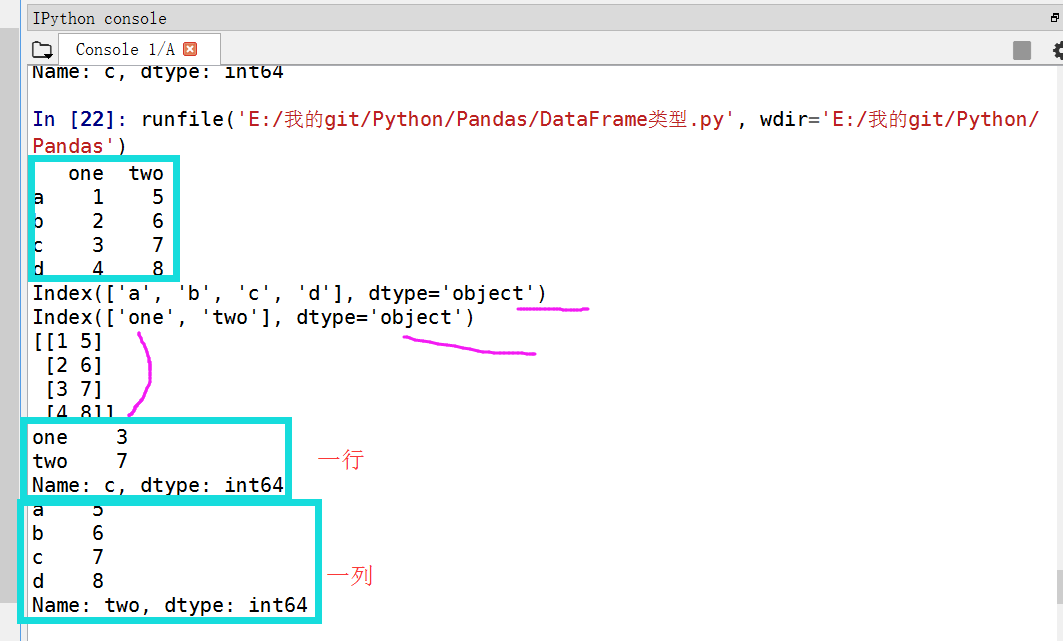 IPython console
Console 1/A
Name: c, dtype: int64
In [22]: runfile('E:/我的git/Python/Pandas/DataFrame类型.py', wdir='E:/我的git/Python/
Pandas')
one two
a 1 5
b 2 6
c 3 7
d 4 8
Index(['a', 'b', 'c', 'd'], dtype='object')
Index(['one', 'two'], dtype='object')
[[1 5]
[2 6]
[3 7]
[4 8]]
one 3
two 7
Name: c, dtype: int64
一行
a 5
b 6
c 7
d 8
一列
Name: two, dtype: int64